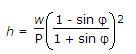 h = w/P (1 - sin φ / 1 + sin φ)²